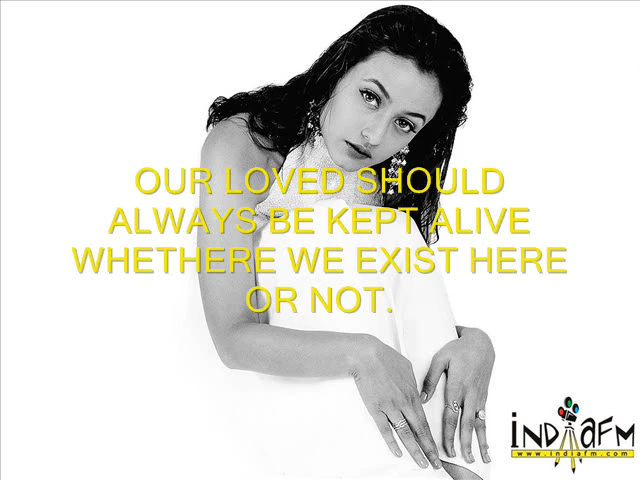 OUR LOVED SHOULD
ALWAYS BE KEPT ALIVE
WHETHERE WE EXIST HERE
OR NOT.
INDIAFM
www.indiafm.com